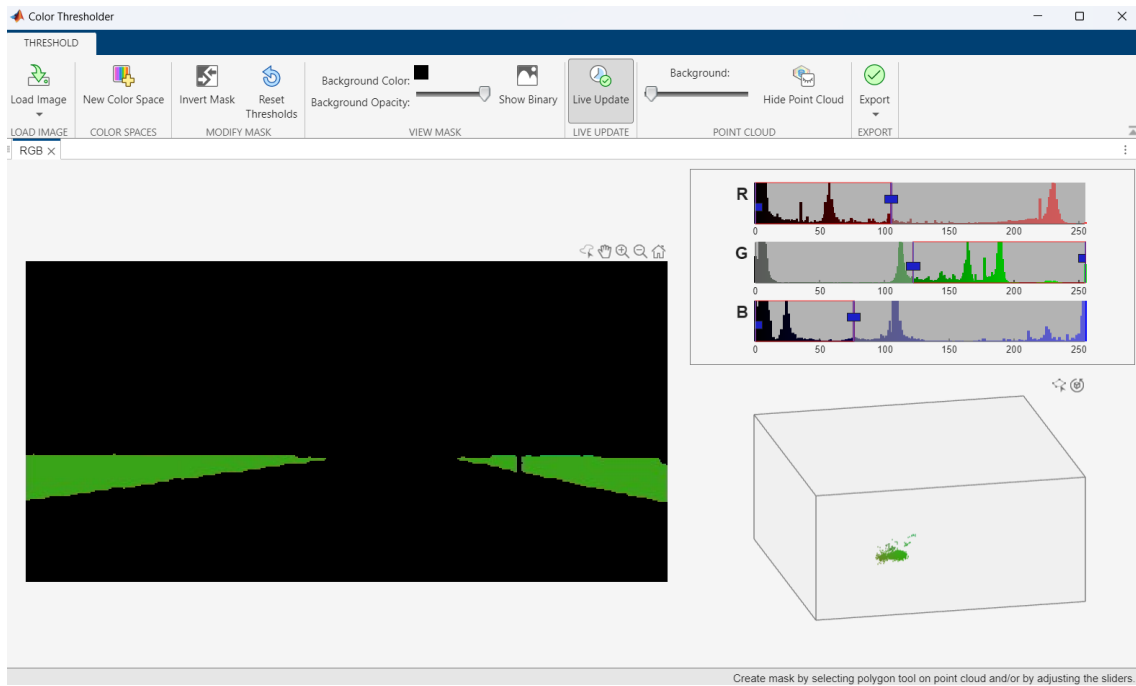 Color Thresholder
THRESHOLD
Load Image
New Color Space
Invert Mask
Reset
Thresholds
Background Color:
Background Opacity:
Show Binary
Live Update
Background:
Hide Point Cloud
Export
LOAD IMAGE
COLOR SPACES
MODIFY MASK
VIEW MASK
LIVE UPDATE
POINT CLOUD
EXPORT
RGB
R
0 50 100 150 200 250
G
0 50 100 150 200 250
B
0 50 100 150 200 250
Create mask by selecting polygon tool on point cloud and/or by adjusting the sliders.